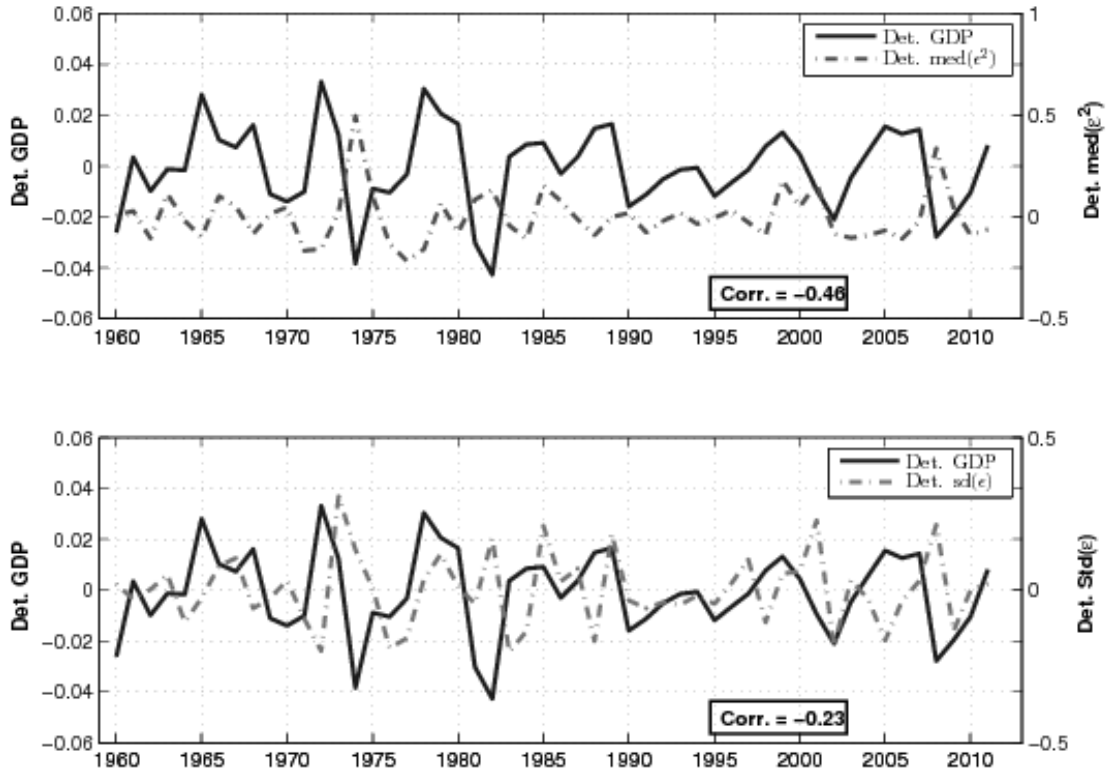 0.06
0.04
0.02
0
−0.02
−0.04
−0.06
Det. GDP
1
0.5
0
−0.5
Det. med(ε²)
Det. GDP
Det. med(ϵ²)
Corr. = −0.46
1960 1965 1970 1975 1980 1985 1990 1995 2000 2005 2010
0.06
0.04
0.02
0
−0.02
−0.04
−0.06
Det. GDP
0.5
0
−0.5
Det. Std(ε)
Det. GDP
Det. sd(ϵ)
Corr. = −0.23
1960 1965 1970 1975 1980 1985 1990 1995 2000 2005 2010